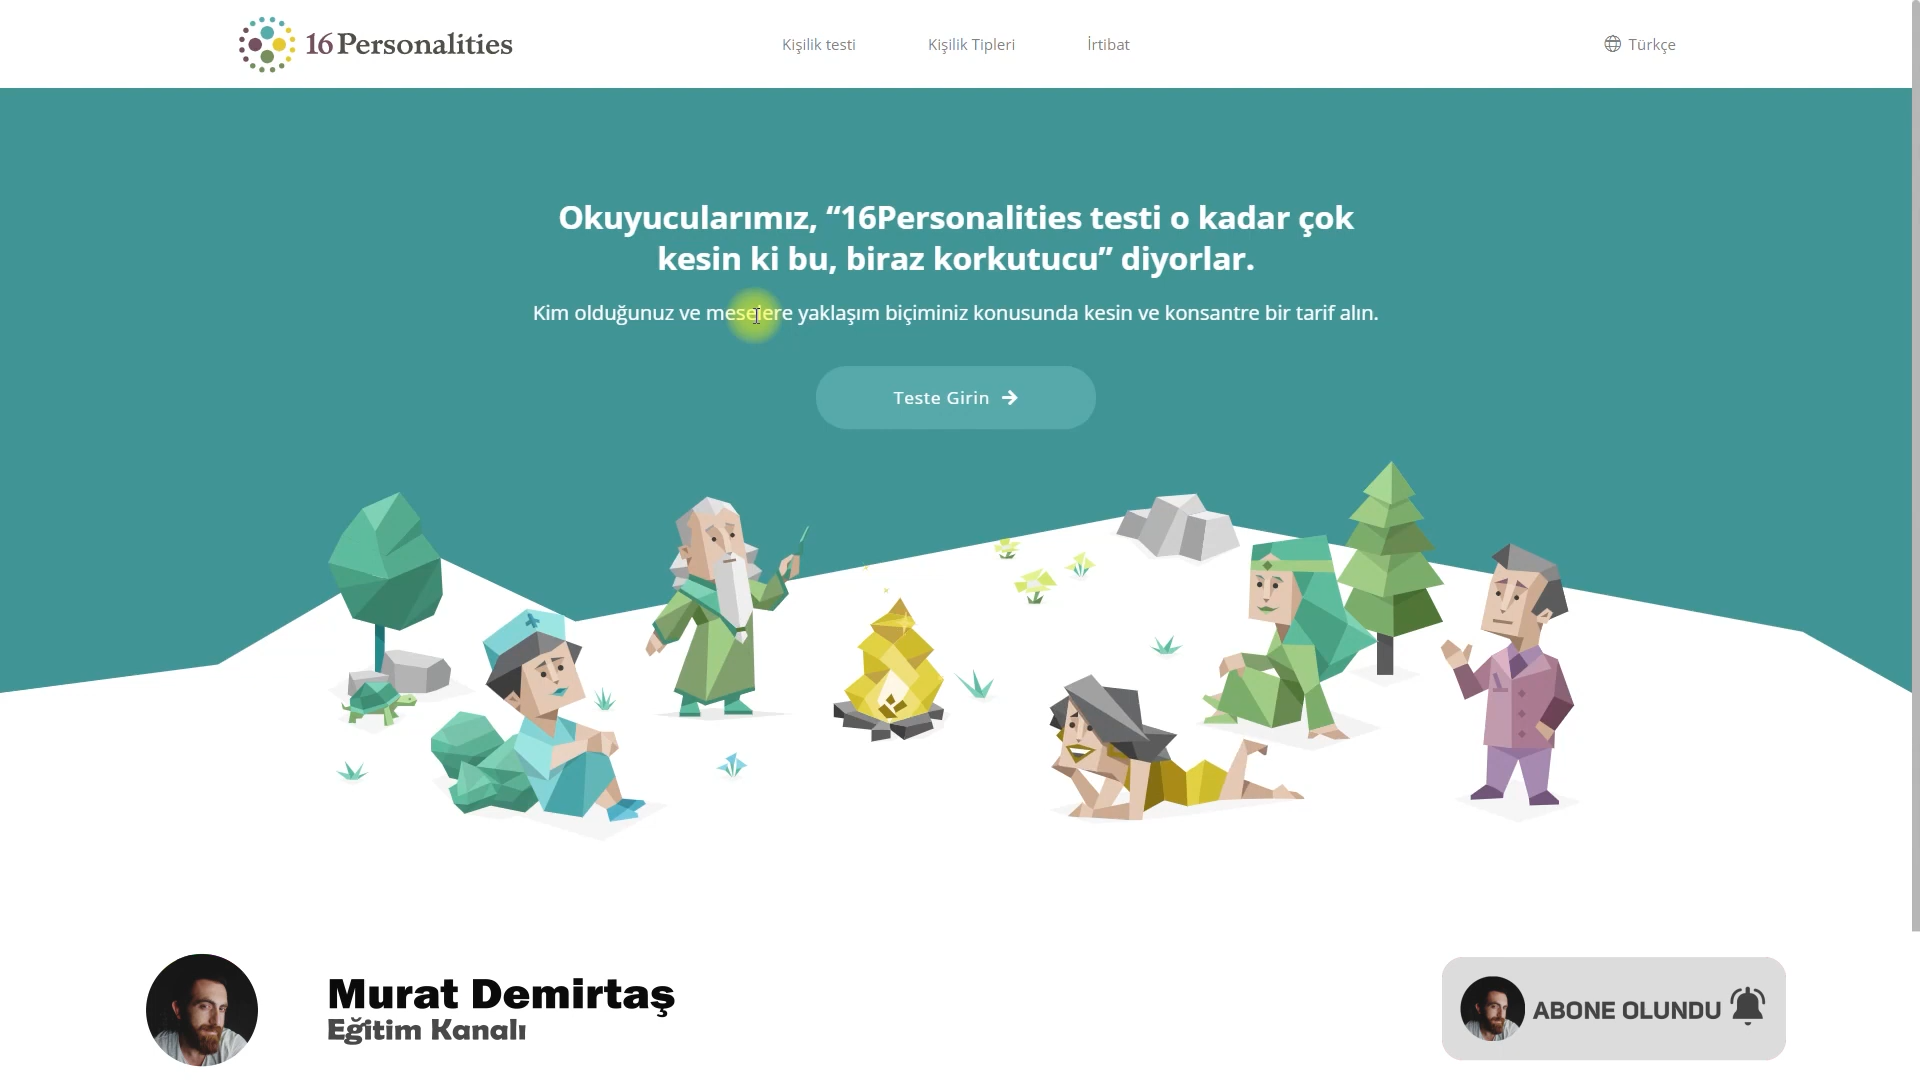 16Personalities
Kişilik testi
Kişilik Tipleri
İrtibat
Türkçe
Okuyucularımız, “16Personalities testi o kadar çok
kesin ki bu, biraz korkutucu” diyorlar.
Kim olduğunuz ve meselere yaklaşım biçiminiz konusunda kesin ve konsantre bir tarif alın.
Teste Girin
Murat Demirtaş
Eğitim Kanalı
ABONE OLUNDU